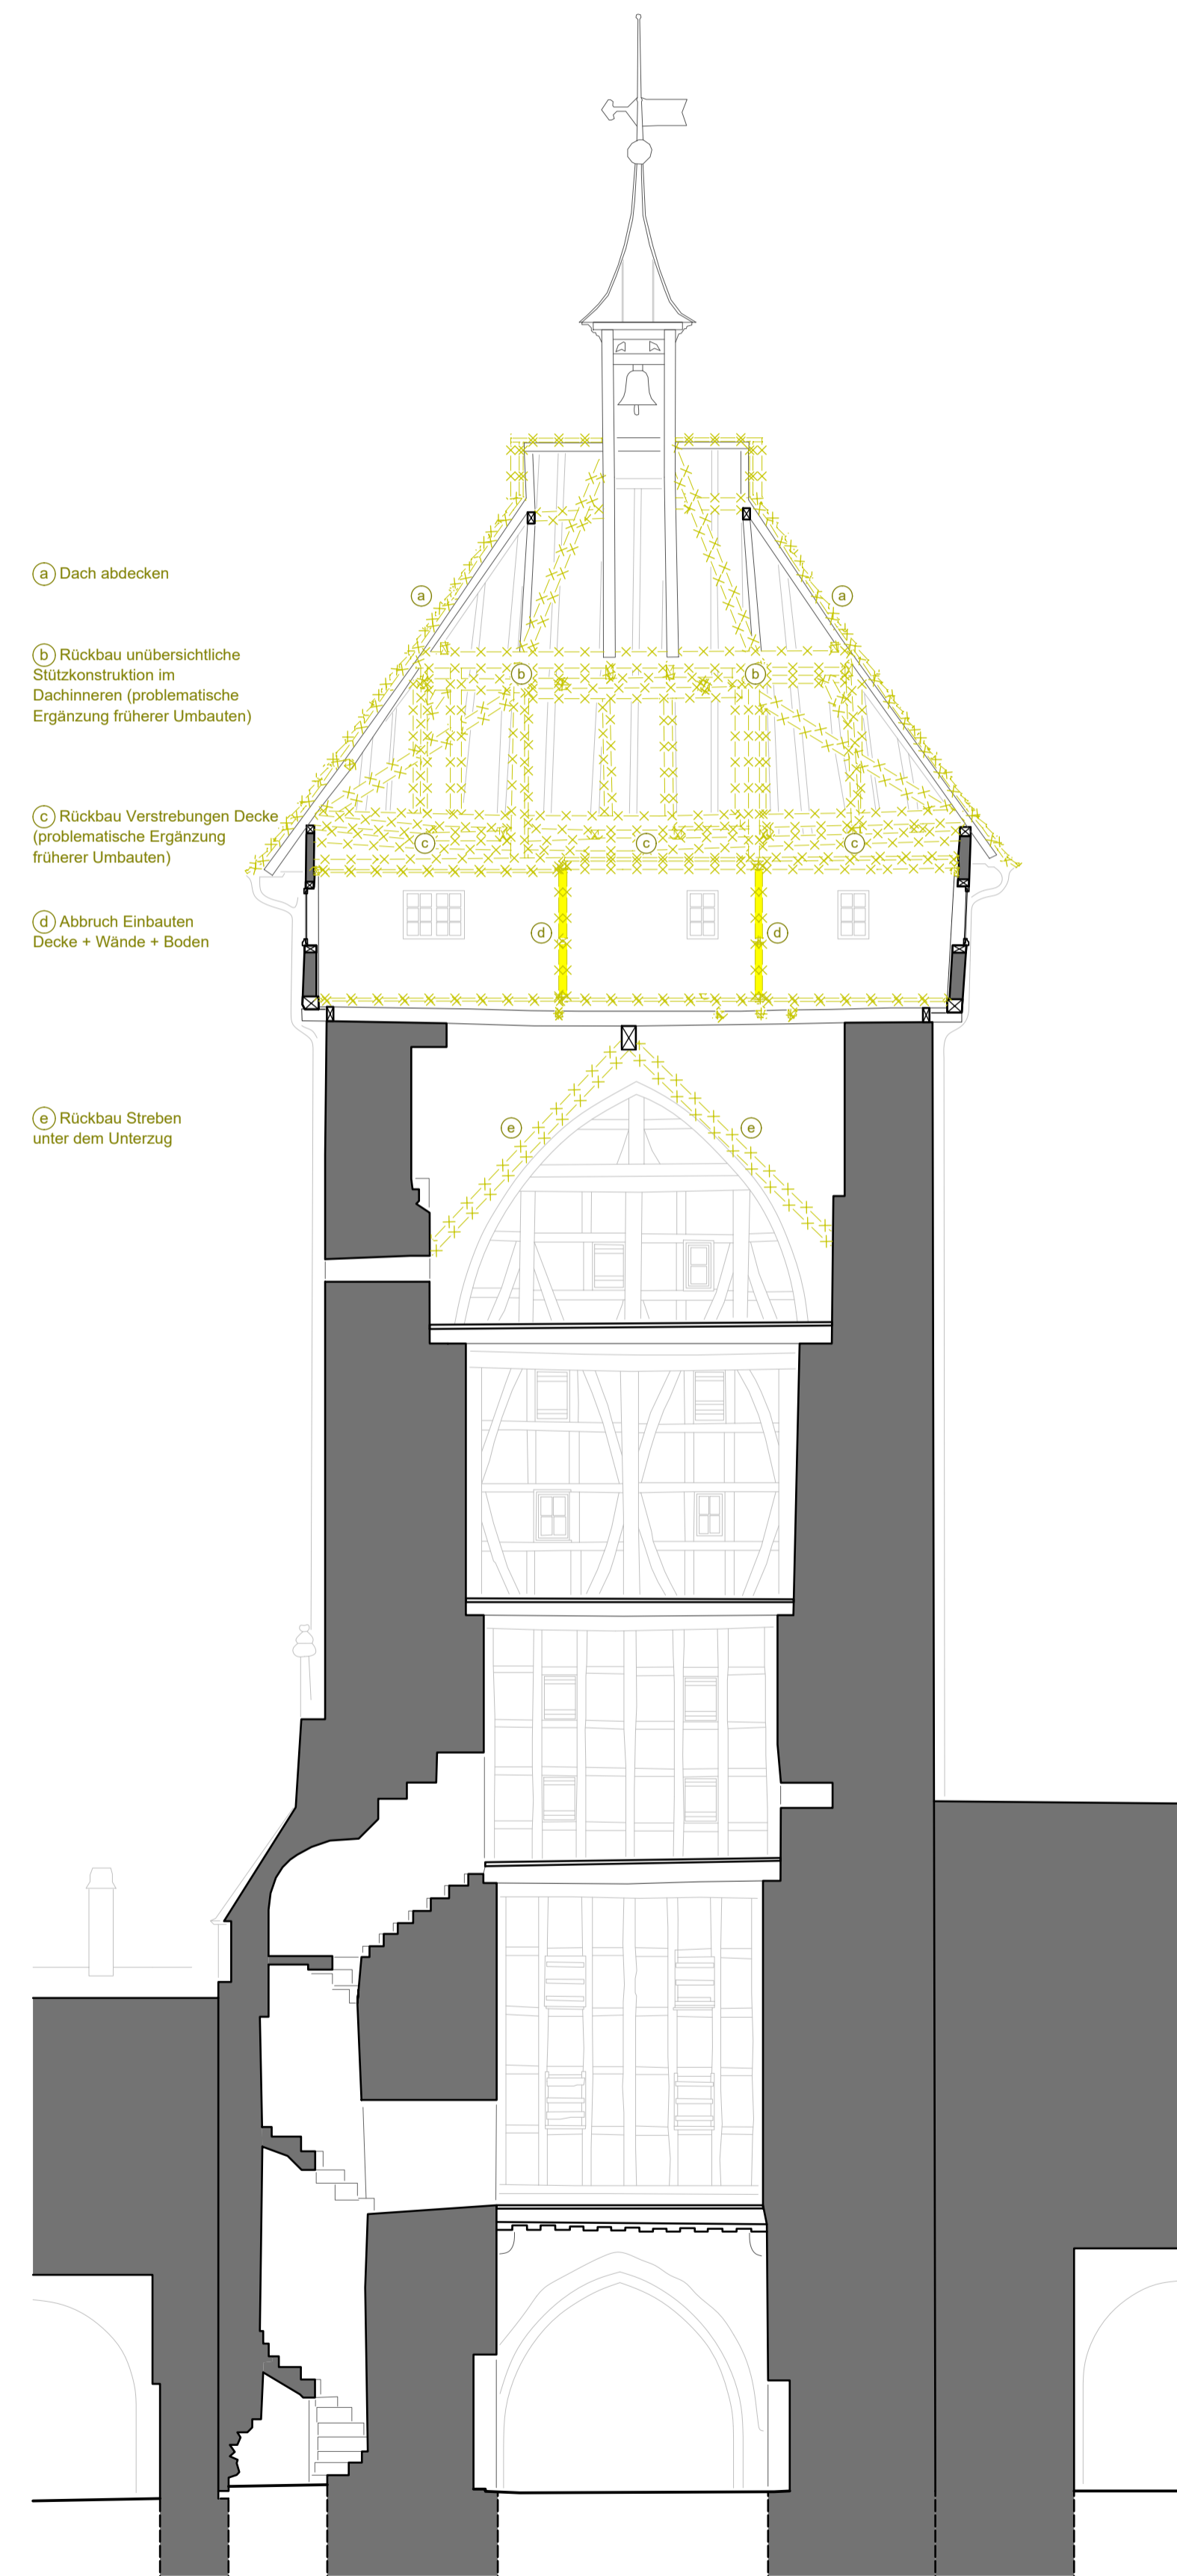 a Dach abdecken
b Rückbau unübersichtliche
Stützkonstruktion im
Dachinneren (problematische
Ergänzung früherer Umbauten)
c Rückbau Verstrebungen Decke
(problematische Ergänzung
früherer Umbauten)
d Abbruch Einbauten
Decke + Wände + Boden
e Rückbau Streben
unter dem Unterzug
a a
b b
c c c
d d
e e